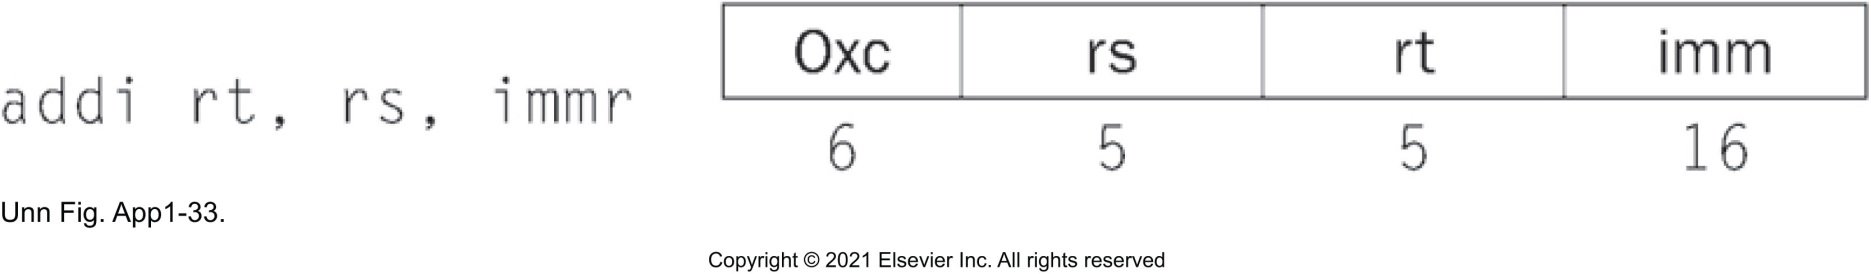 addi rt, rs, immr
0xc rs rt imm
6 5 5 16
Unn Fig. App1-33.
Copyright © 2021 Elsevier Inc. All rights reserved